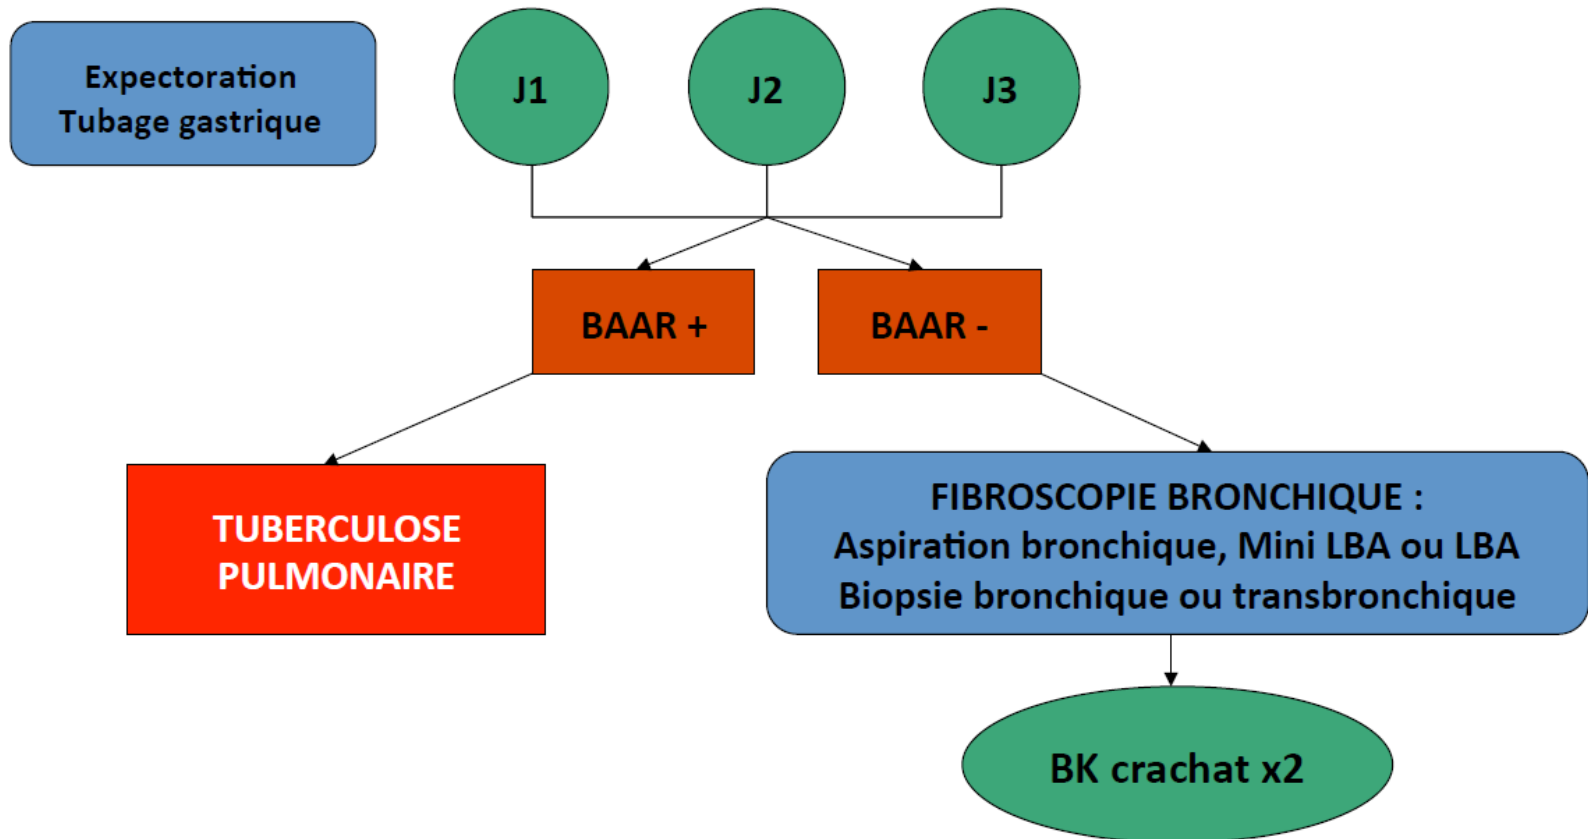 Expectoration
Tubage gastrique
J1
J2
J3
BAAR +
BAAR -
TUBERCULOSE
PULMONAIRE
FIBROSCOPIE BRONCHIQUE :
Aspiration bronchique, Mini LBA ou LBA
Biopsie bronchique ou transbronchique
BK crachat x2